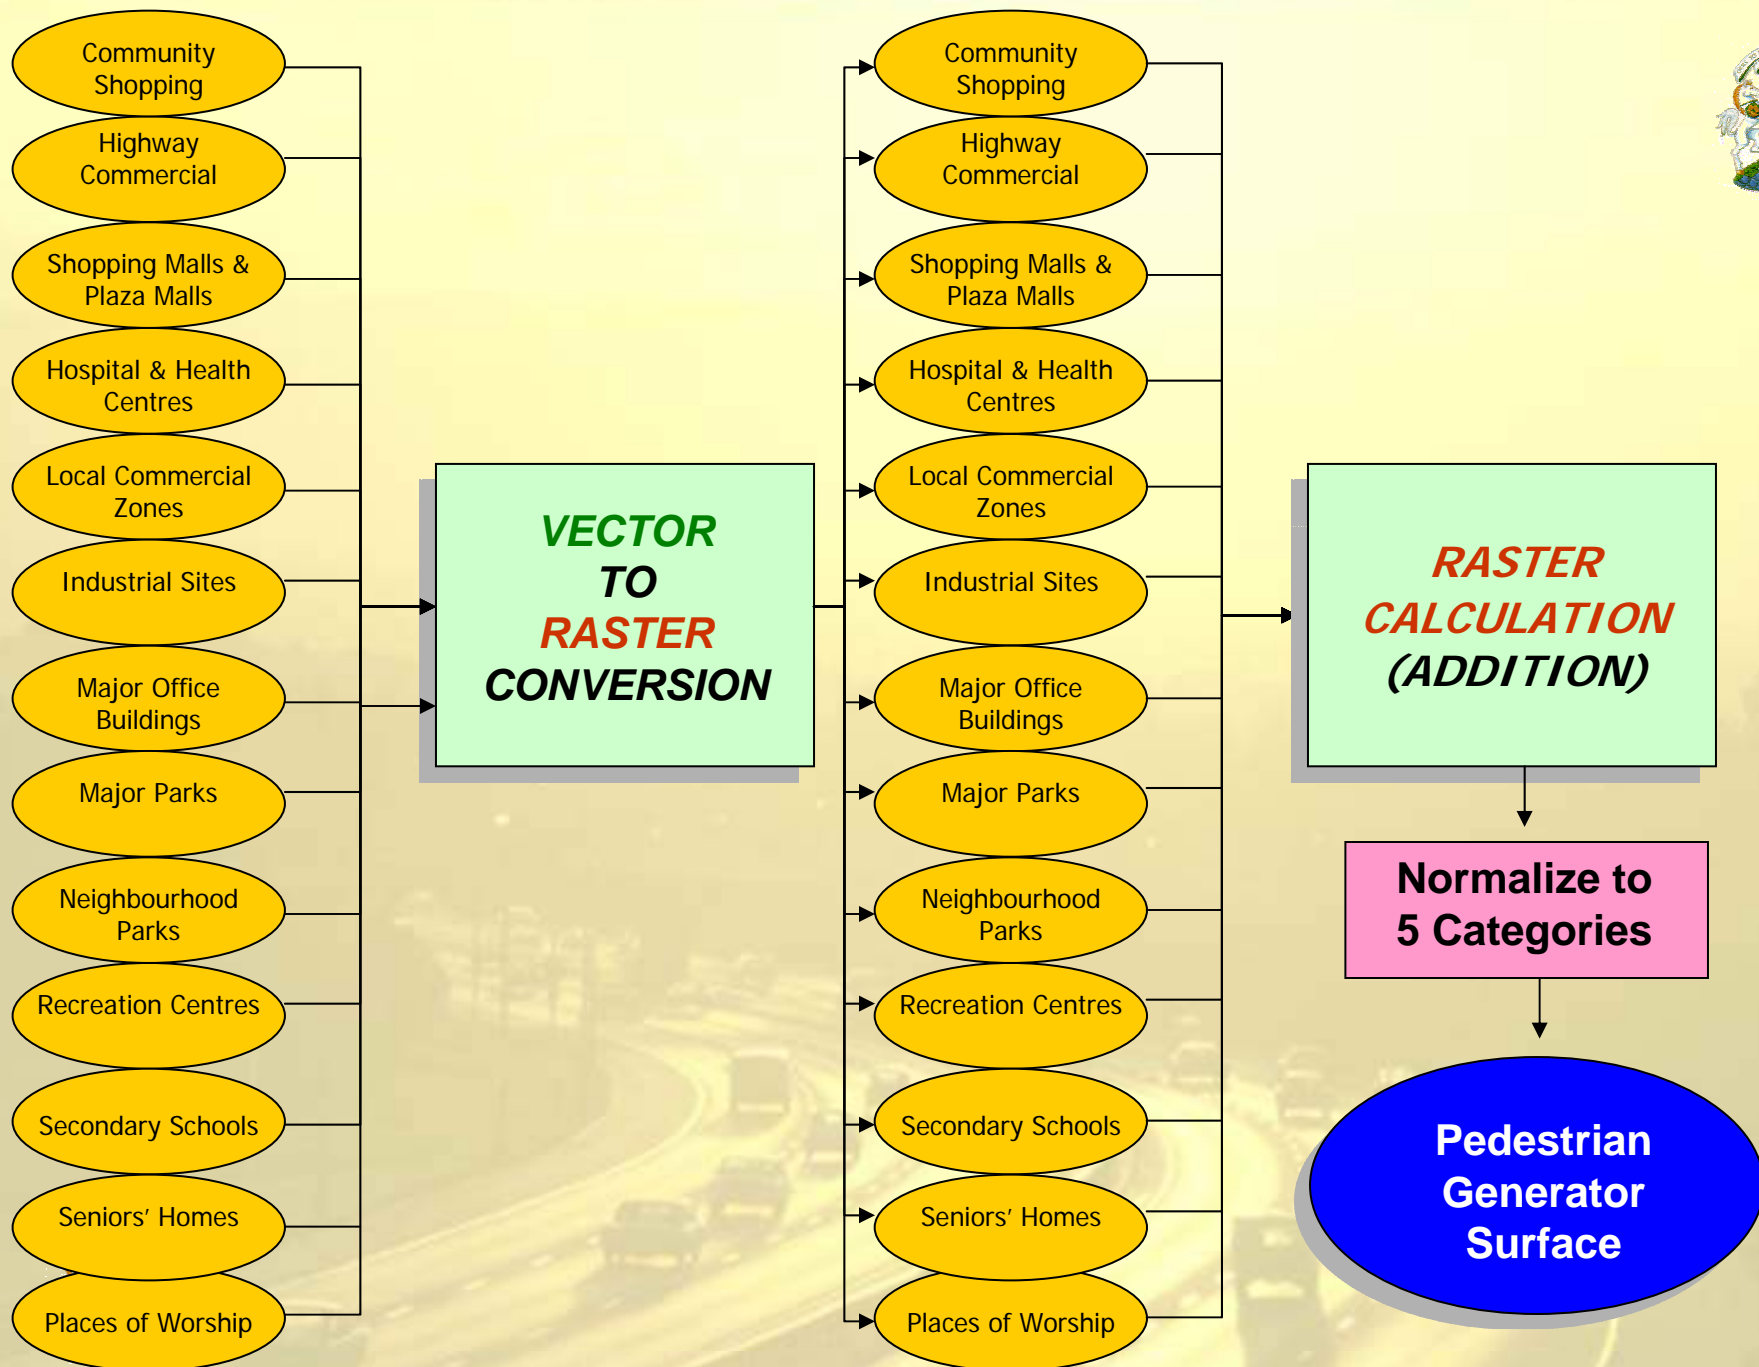 Community
Shopping
Highway
Commercial
Shopping Malls &
Plaza Malls
Hospital & Health
Centres
Local Commercial
Zones
Industrial Sites
Major Office
Buildings
Major Parks
Neighbourhood
Parks
Recreation Centres
Secondary Schools
Seniors’ Homes
Places of Worship
VECTOR
TO
RASTER
CONVERSION
Community
Shopping
Highway
Commercial
Shopping Malls &
Plaza Malls
Hospital & Health
Centres
Local Commercial
Zones
Industrial Sites
Major Office
Buildings
Major Parks
Neighbourhood
Parks
Recreation Centres
Secondary Schools
Seniors’ Homes
Places of Worship
RASTER
CALCULATION
(ADDITION)
Normalize to
5 Categories
Pedestrian
Generator
Surface